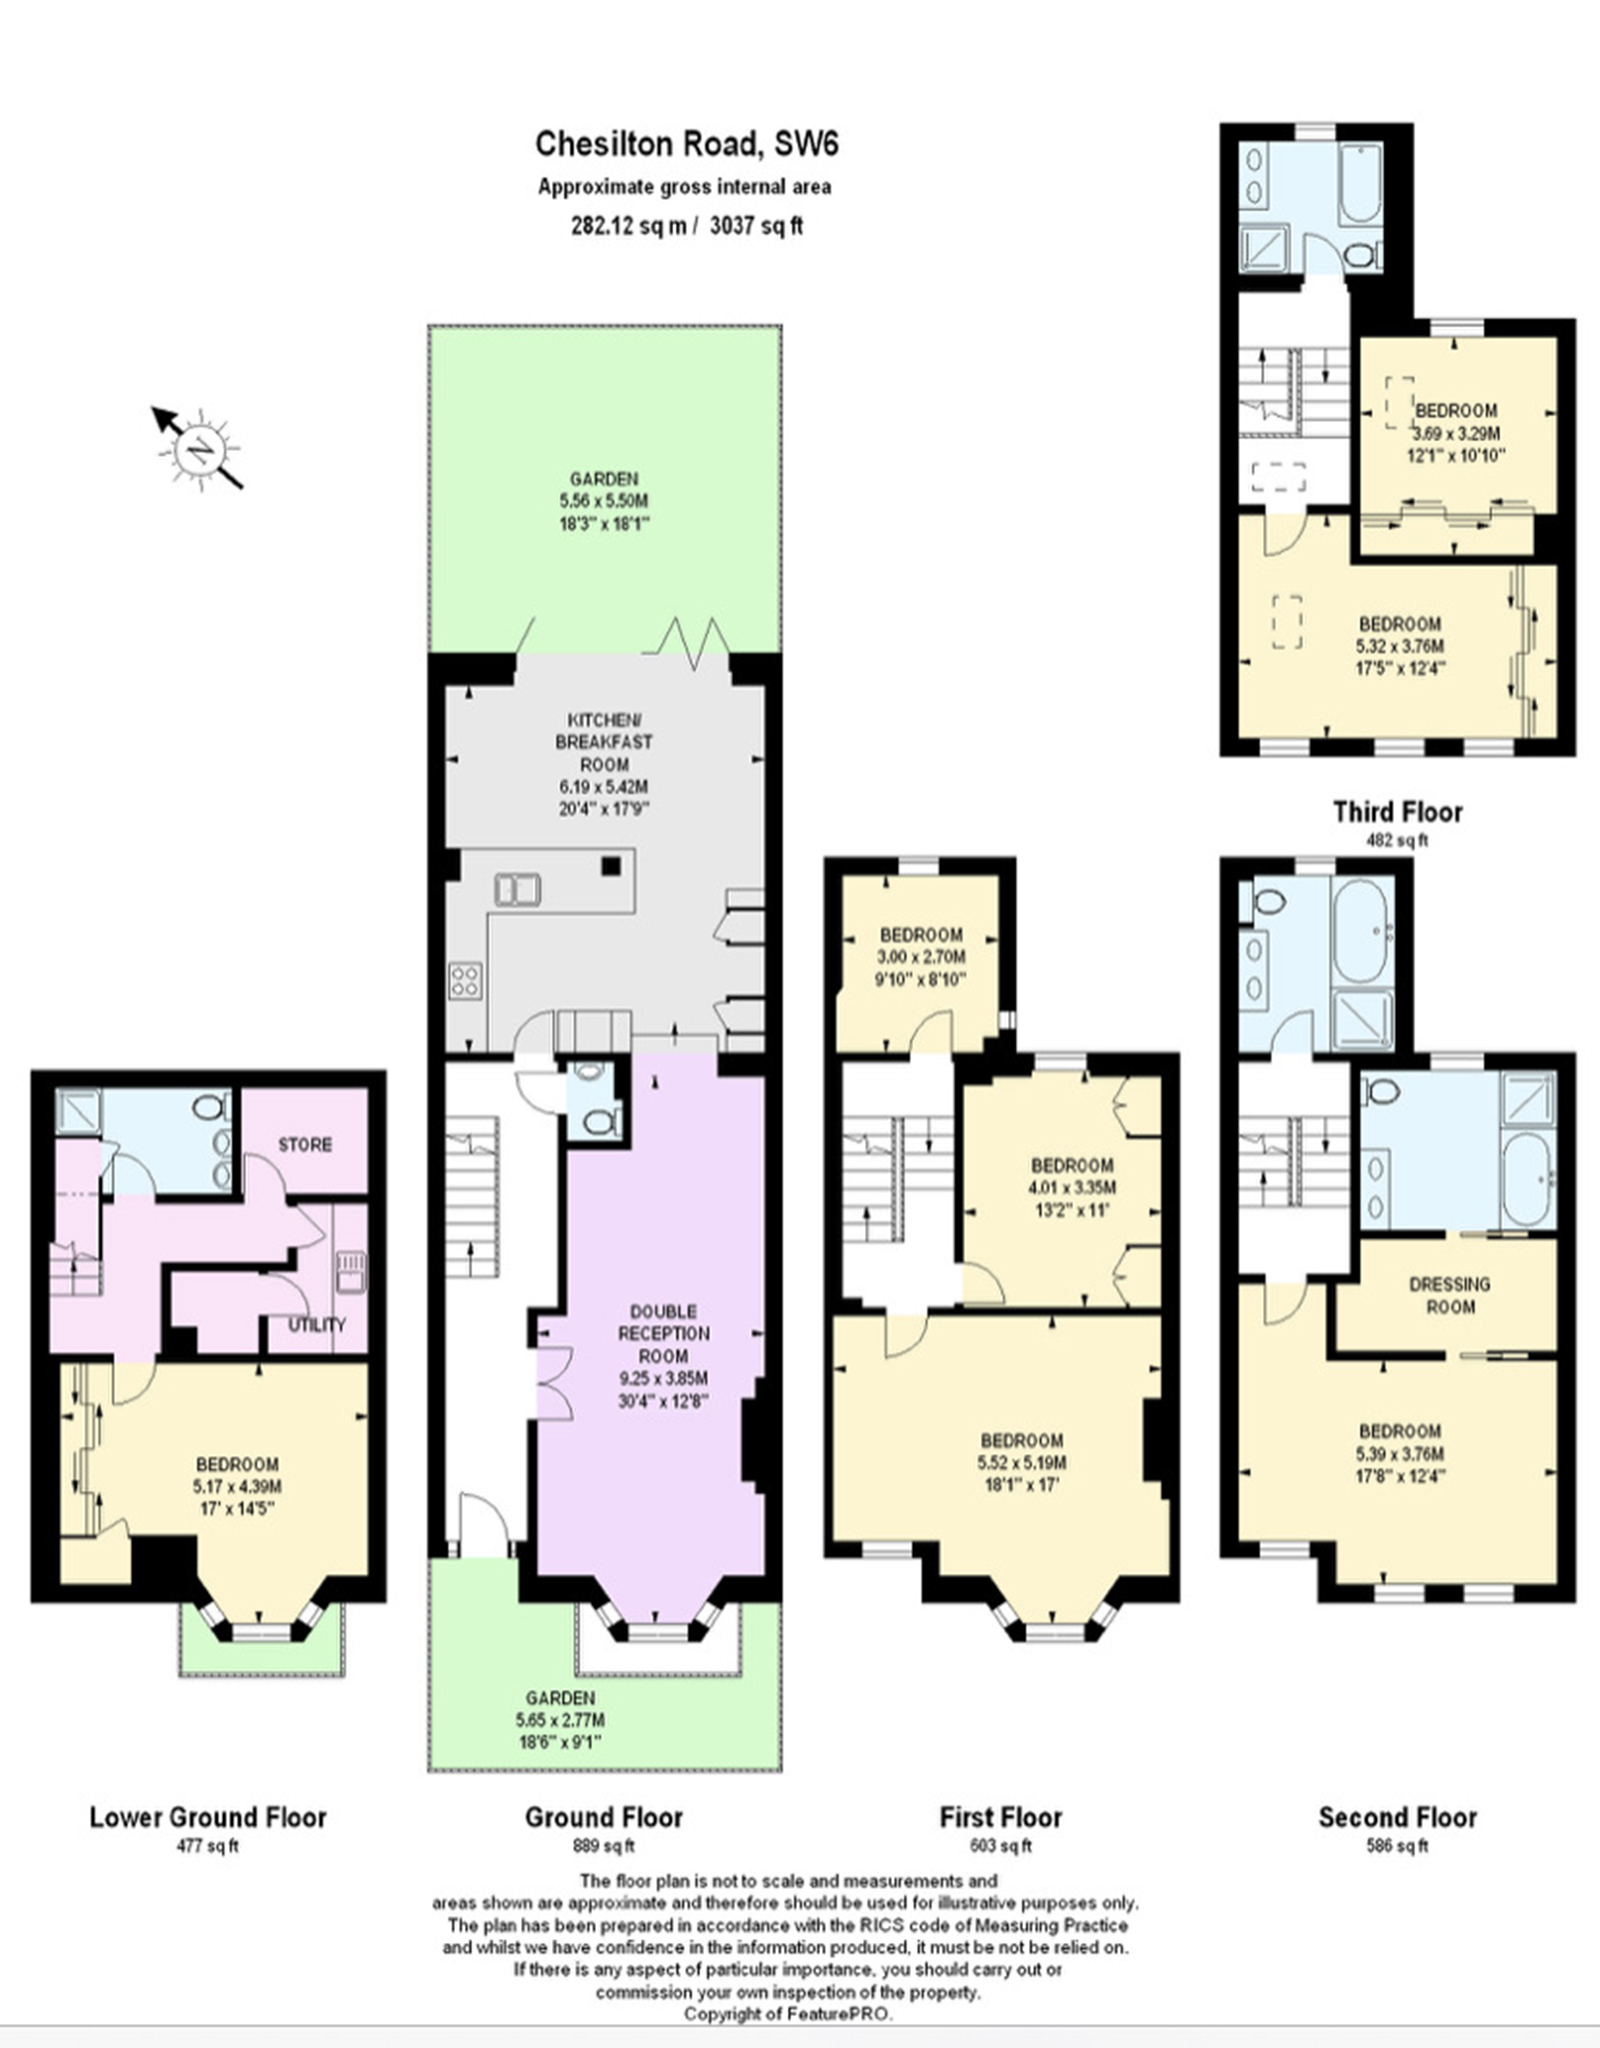 Chesilton Road, SW6
Approximate gross internal area
282.12 sq m / 3037 sq ft
N
GARDEN
5.56 x 5.50M
18'3" x 18'1"
KITCHEN/
BREAKFAST
ROOM
6.19 x 5.42M
20'4" x 17'9"
DOUBLE
RECEPTION
ROOM
9.25 x 3.85M
30'4" x 12'8"
GARDEN
5.65 x 2.77M
18'6" x 9'1"
Ground Floor
889 sq ft
STORE
UTILITY
BEDROOM
5.17 x 4.39M
17' x 14'5"
Lower Ground Floor
477 sq ft
BEDROOM
3.00 x 2.70M
9'10" x 8'10"
BEDROOM
4.01 x 3.35M
13'2" x 11'
BEDROOM
5.52 x 5.19M
18'1" x 17'
First Floor
603 sq ft
BEDROOM
3.69 x 3.29M
12'1" x 10'10"
BEDROOM
5.32 x 3.76M
17'5" x 12'4"
Third Floor
482 sq ft
DRESSING
ROOM
BEDROOM
5.39 x 3.76M
17'8" x 12'4"
Second Floor
586 sq ft
The floor plan is not to scale and measurements and
areas shown are approximate and therefore should be used for illustrative purposes only.
The plan has been prepared in accordance with the RICS code of Measuring Practice
and whilst we have confidence in the information produced, it must be not be relied on.
If there is any aspect of particular importance, you should carry out or
commission your own inspection of the property.
Copyright of FeaturePRO.